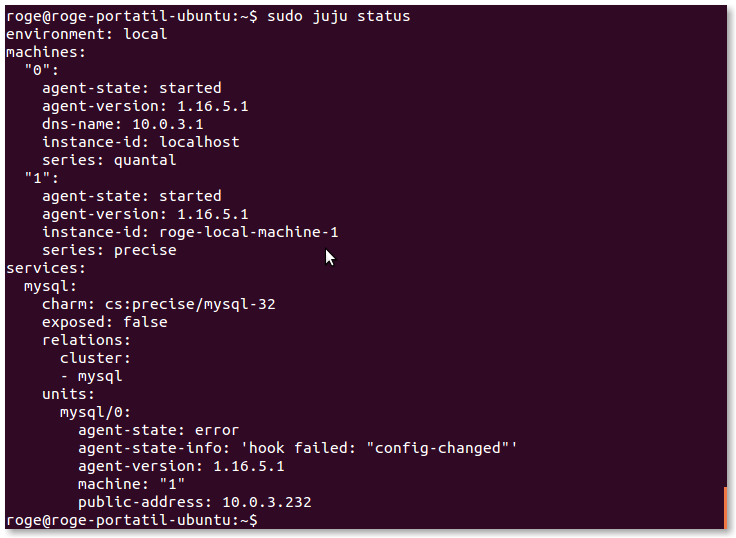 roge@roge-portatil-ubuntu:~$ sudo juju status
environment: local
machines:
  "0":
    agent-state: started
    agent-version: 1.16.5.1
    dns-name: 10.0.3.1
    instance-id: localhost
    series: quantal
  "1":
    agent-state: started
    agent-version: 1.16.5.1
    instance-id: roge-local-machine-1
    series: precise
services:
  mysql:
    charm: cs:precise/mysql-32
    exposed: false
    relations:
      cluster:
      - mysql
    units:
      mysql/0:
        agent-state: error
        agent-state-info: 'hook failed: "config-changed"'
        agent-version: 1.16.5.1
        machine: "1"
        public-address: 10.0.3.232
roge@roge-portatil-ubuntu:~$